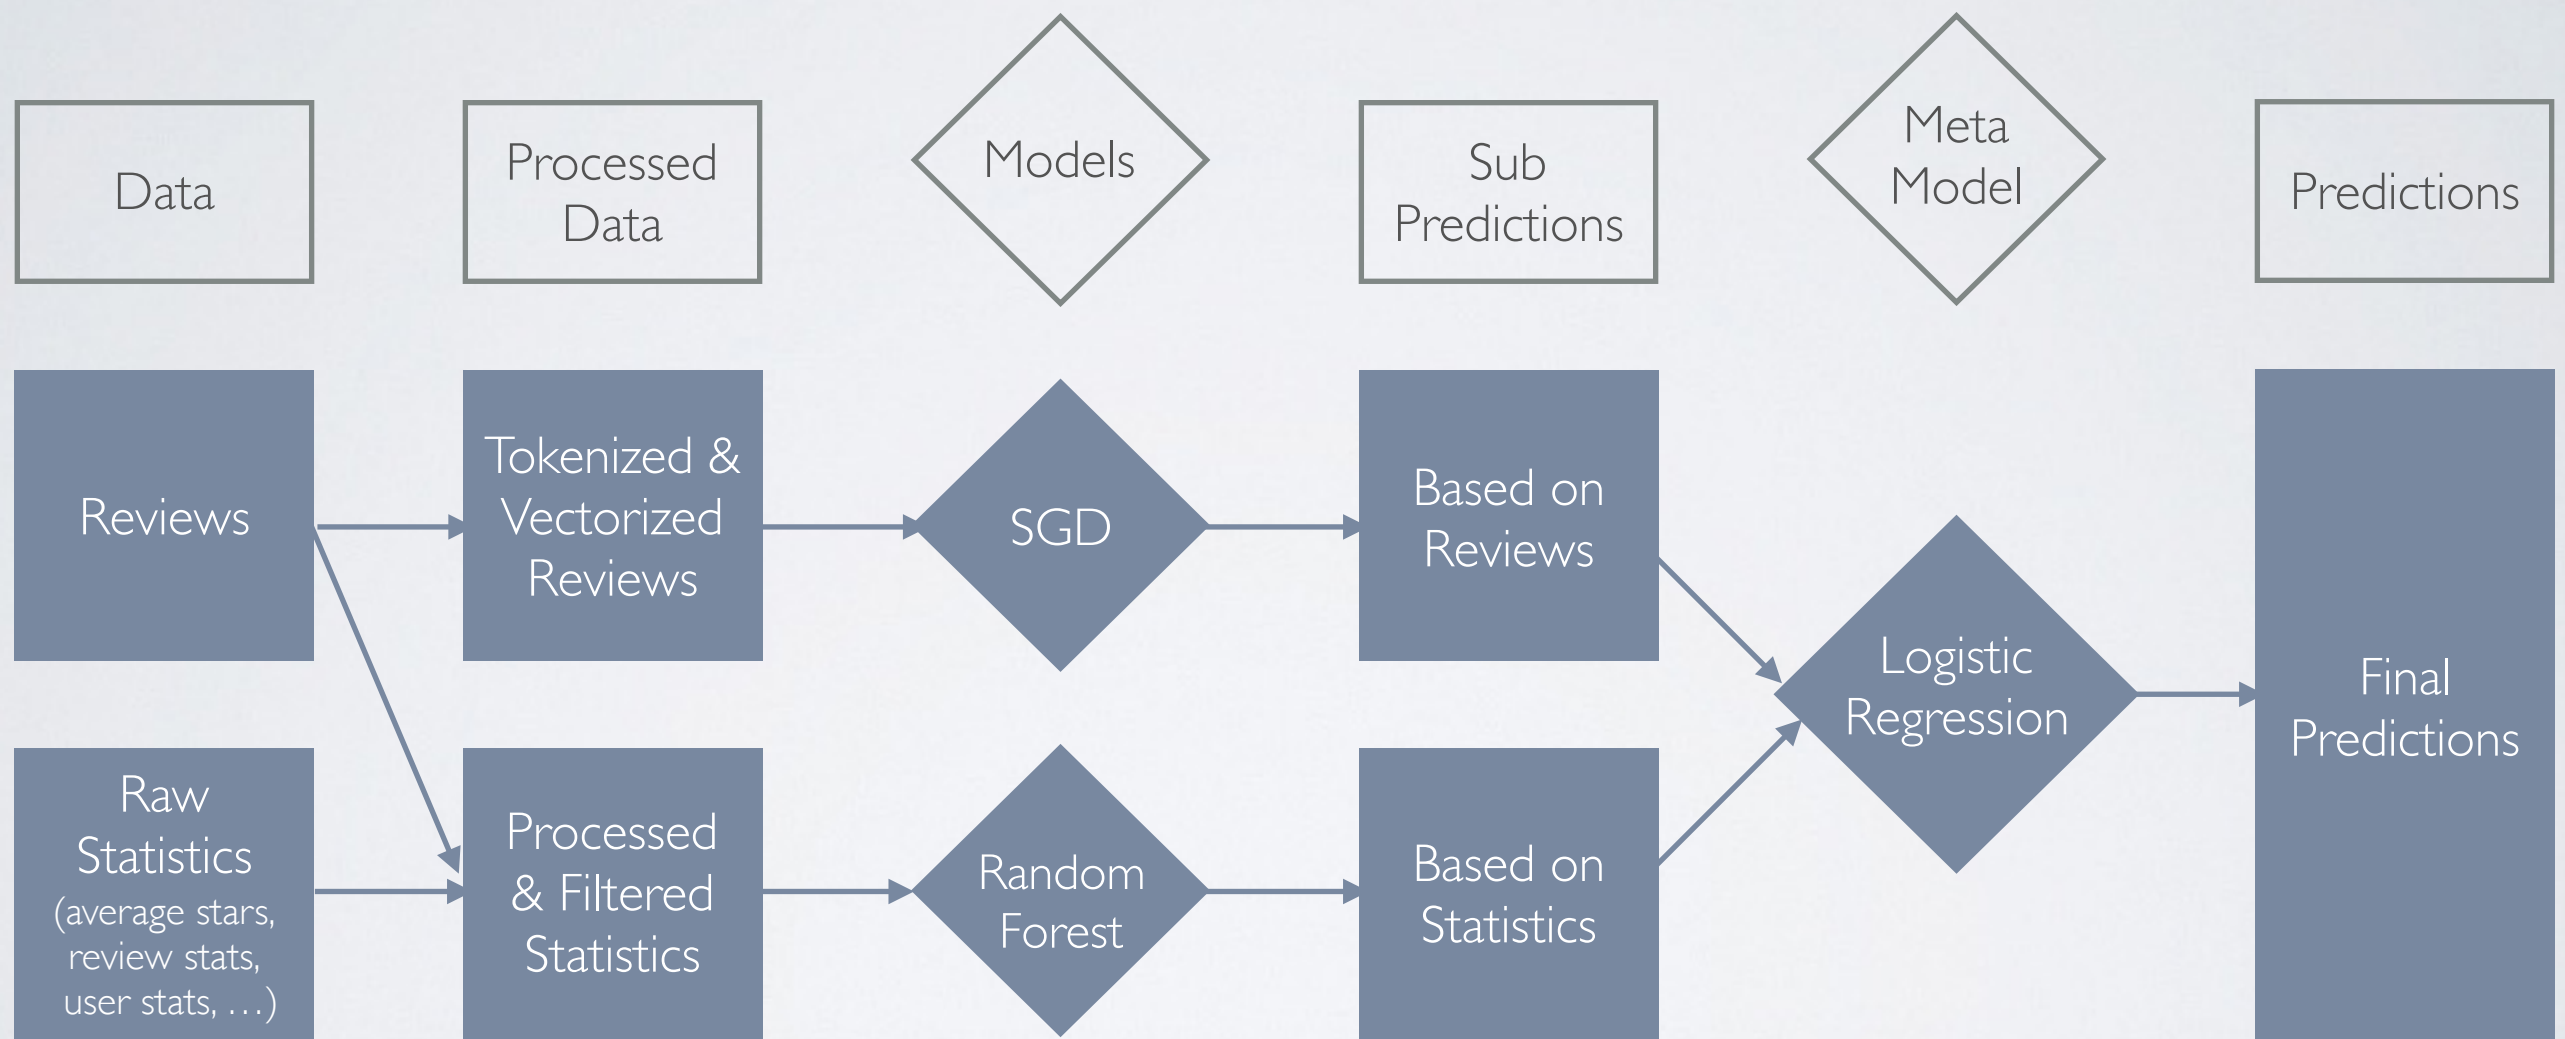 Data
Processed
Data
Models
Sub
Predictions
Meta
Model
Predictions
Reviews
Tokenized &
Vectorized
Reviews
SGD
Based on
Reviews
Logistic
Regression
Final
Predictions
Raw
Statistics
(average stars,
review stats,
user stats, …)
Processed
& Filtered
Statistics
Random
Forest
Based on
Statistics